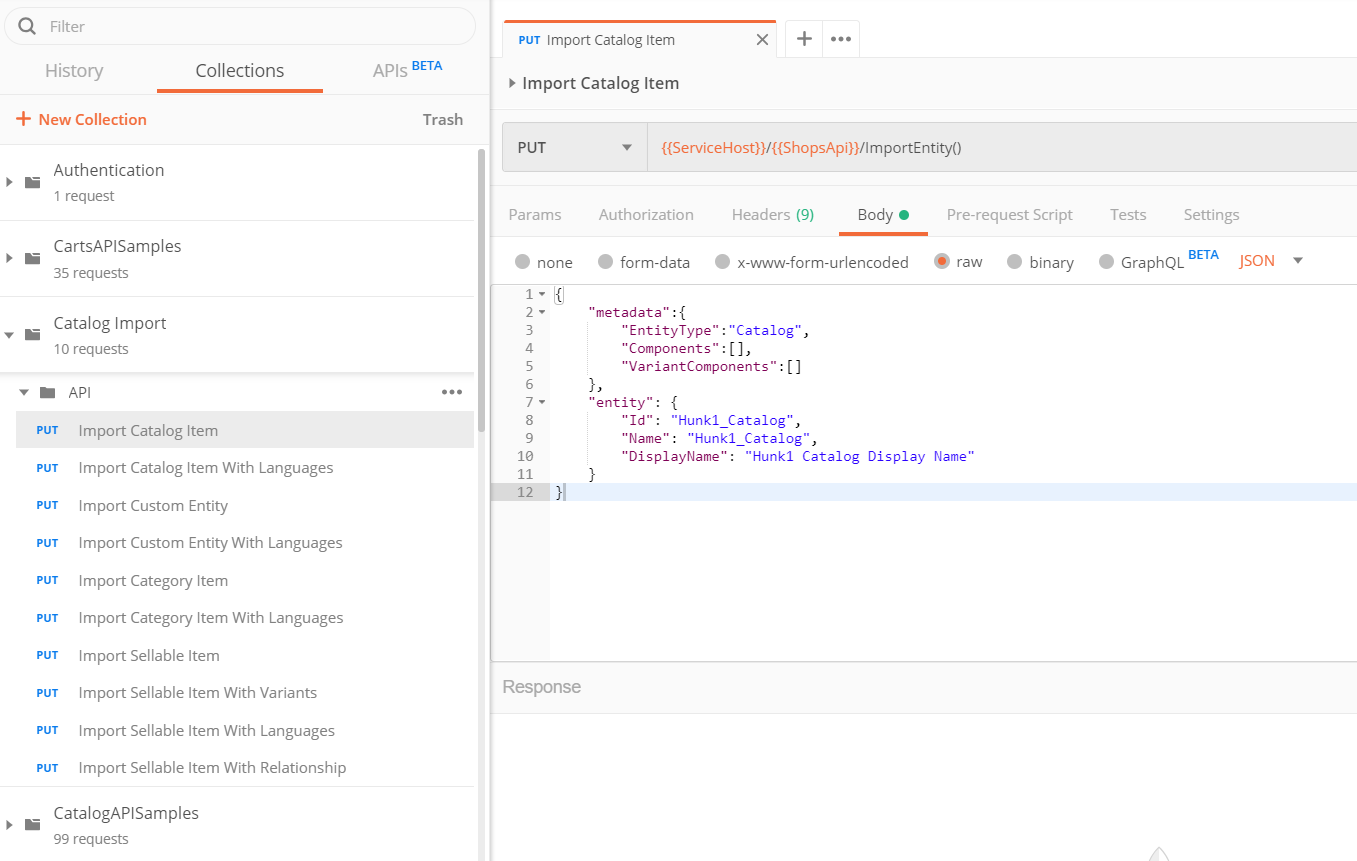 Filter
History
Collections
APIs BETA
+ New Collection
Trash
Authentication
1 request
CartsAPISamples
35 requests
Catalog Import
10 requests
API
PUT Import Catalog Item
PUT Import Catalog Item With Languages
PUT Import Custom Entity
PUT Import Custom Entity With Languages
PUT Import Category Item
PUT Import Category Item With Languages
PUT Import Sellable Item
PUT Import Sellable Item With Variants
PUT Import Sellable Item With Languages
PUT Import Sellable Item With Relationship
CatalogAPISamples
99 requests
PUT Import Catalog Item
Import Catalog Item
PUT {{ServiceHost}}/{{ShopsApi}}/ImportEntity()
Params Authorization Headers (9) Body Pre-request Script Tests Settings
none form-data x-www-form-urlencoded raw binary GraphQL BETA JSON
1 {
2 "metadata":{
3 "EntityType":"Catalog",
4 "Components":[],
5 "VariantComponents":[]
6 },
7 "entity": {
8 "Id": "Hunk1_Catalog",
9 "Name": "Hunk1_Catalog",
10 "DisplayName": "Hunk1 Catalog Display Name"
11 }
12 }
Response